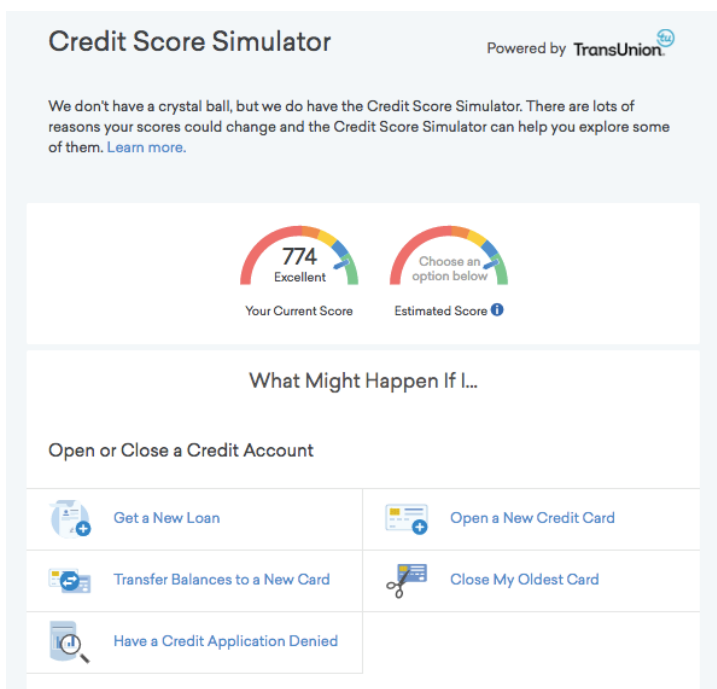 Credit Score Simulator
Powered by TransUnion
We don't have a crystal ball, but we do have the Credit Score Simulator. There are lots of
reasons your scores could change and the Credit Score Simulator can help you explore some
of them. Learn more.
774
Excellent
Your Current Score
Choose an
option below
Estimated Score
What Might Happen If I...
Open or Close a Credit Account
Get a New Loan
Open a New Credit Card
Transfer Balances to a New Card
Close My Oldest Card
Have a Credit Application Denied